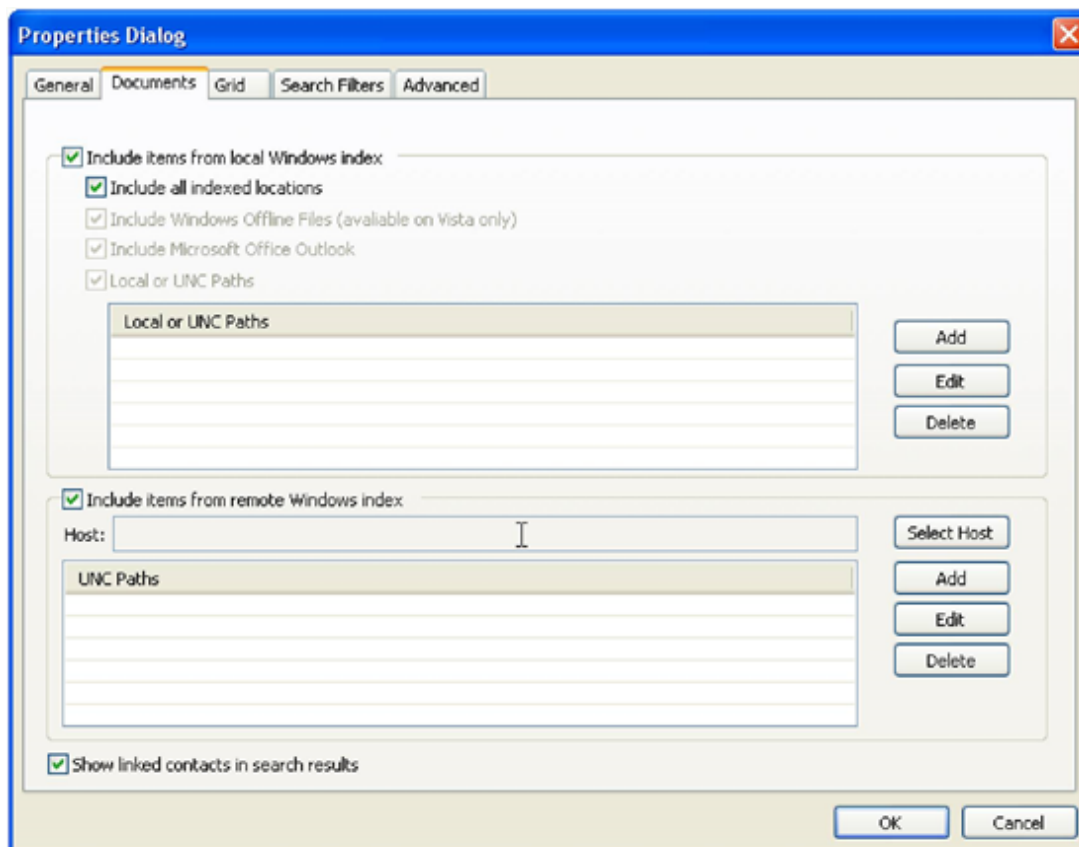 Properties Dialog
General Documents Grid Search Filters Advanced
Include items from local Windows index
Include all indexed locations
Include Windows Offline Files (avaliable on Vista only)
Include Microsoft Office Outlook
Local or UNC Paths
Local or UNC Paths
Add
Edit
Delete
Include items from remote Windows index
Host: Select Host
UNC Paths Add
Edit
Delete
Show linked contacts in search results
OK Cancel